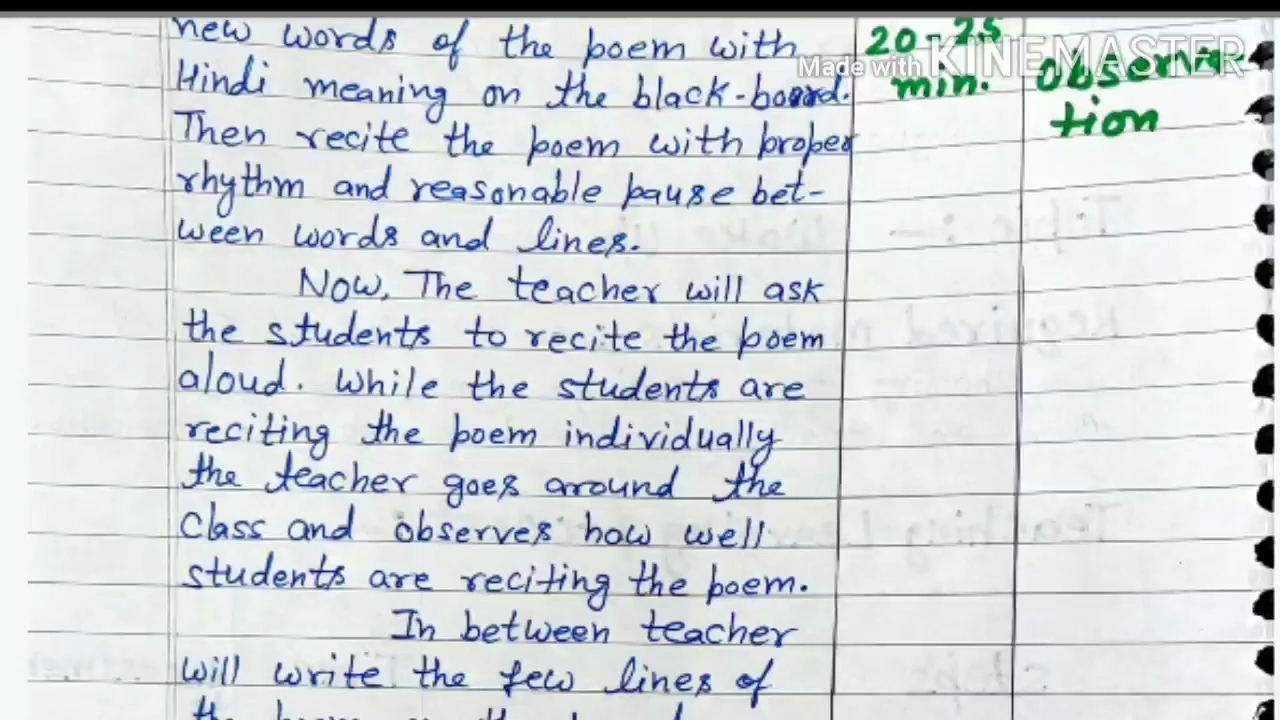 new words of the poem with
Hindi meaning on the black-board.
Then recite the poem with proper
rhythm and reasonable pause bet-
ween words and lines.
Now, The teacher will ask
the students to recite the poem
aloud. While the students are
reciting the poem individually
the teacher goes around the
class and observes how well
students are reciting the poem.
In between teacher
will write the few lines of
the poem on the
20-25
min.
Observa-
tion
Made with KINEMASTER